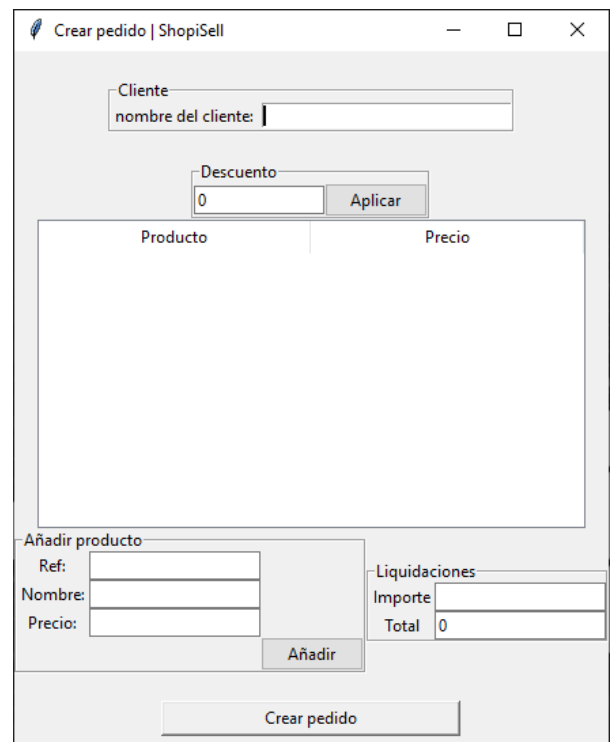 Crear pedido | ShopiSell
Cliente
nombre del cliente:
Descuento
0 Aplicar
Producto Precio
Añadir producto
Ref:
Nombre:
Precio:
Añadir
Liquidaciones
Importe
Total 0
Crear pedido